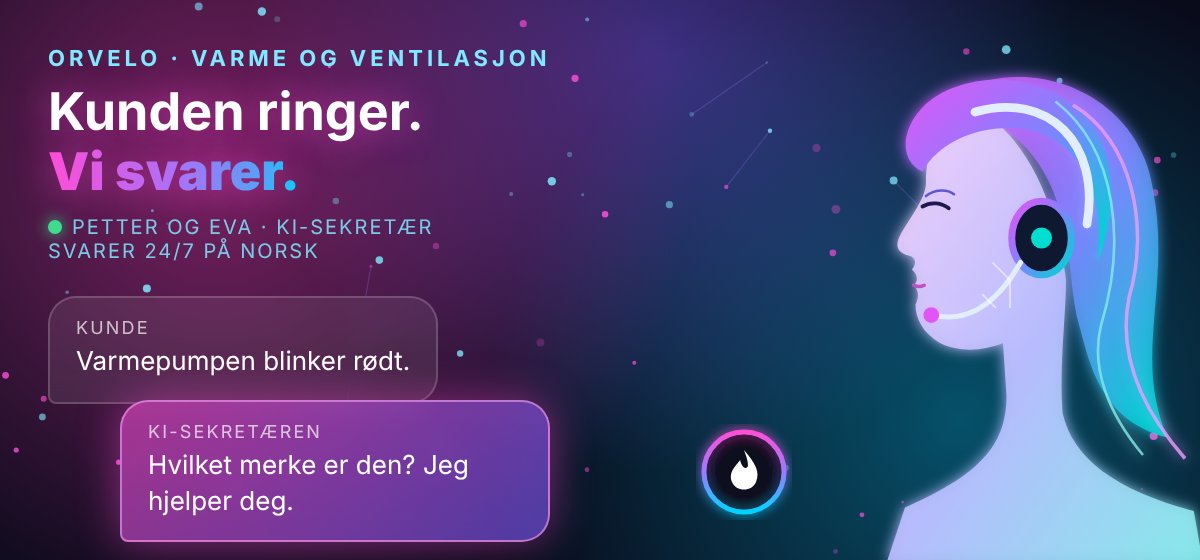 ORVELO · VARME OG VENTILASJON
Kunden ringer.
Vi svarer.
PETTER OG EVA · KI-SEKRETÆR
SVARER 24/7 PÅ NORSK
KUNDE
Varmepumpen blinker rødt.
KI-SEKRETÆREN
Hvilket merke er den? Jeg
hjelper deg.